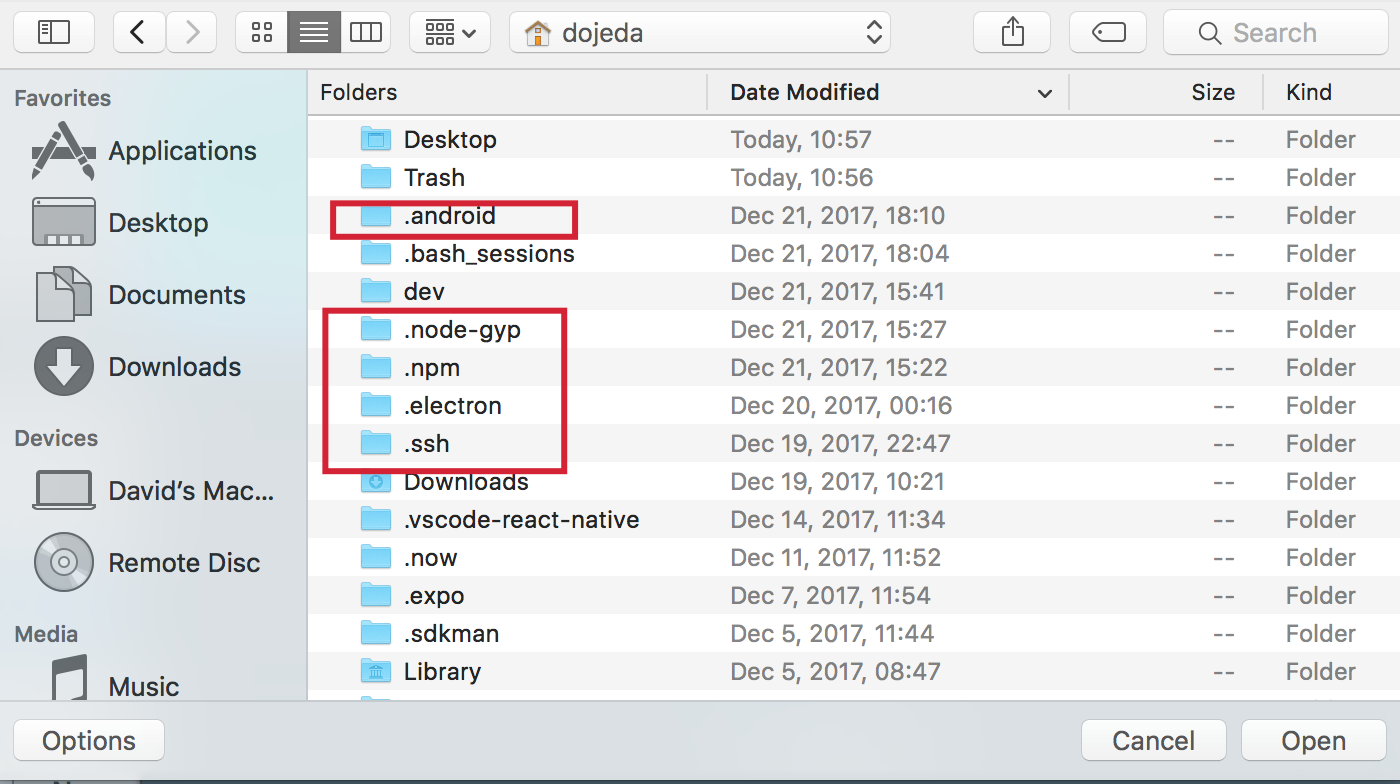 dojeda
Search
Favorites
Applications
Desktop
Documents
Downloads
Devices
David’s Mac...
Remote Disc
Media
Music
Folders Date Modified Size Kind
Desktop Today, 10:57 -- Folder
Trash Today, 10:56 -- Folder
.android Dec 21, 2017, 18:10 -- Folder
.bash_sessions Dec 21, 2017, 18:04 -- Folder
dev Dec 21, 2017, 15:41 -- Folder
.node-gyp Dec 21, 2017, 15:27 -- Folder
.npm Dec 21, 2017, 15:22 -- Folder
.electron Dec 20, 2017, 00:16 -- Folder
.ssh Dec 19, 2017, 22:47 -- Folder
Downloads Dec 19, 2017, 10:21 -- Folder
.vscode-react-native Dec 14, 2017, 11:34 -- Folder
.now Dec 11, 2017, 11:52 -- Folder
.expo Dec 7, 2017, 11:54 -- Folder
.sdkman Dec 5, 2017, 11:44 -- Folder
Library Dec 5, 2017, 08:47 -- Folder
Options Cancel Open